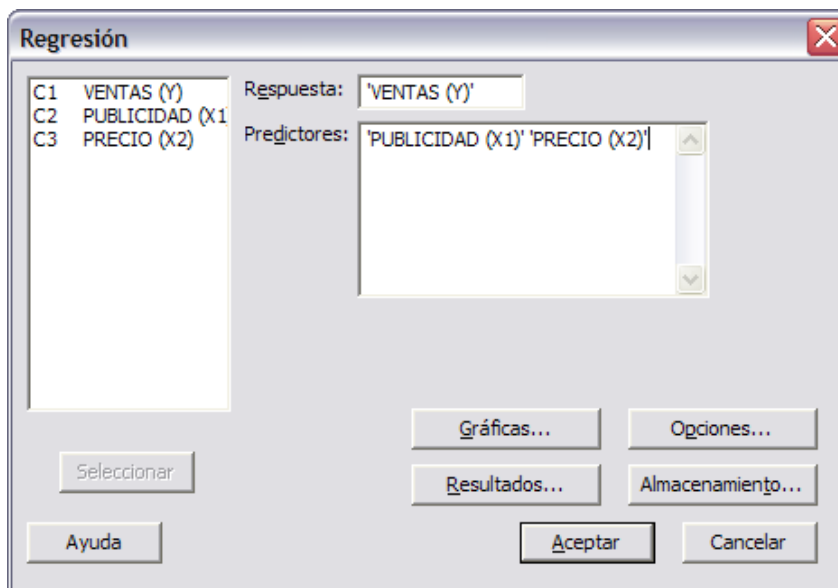 Regresión
C1 VENTAS (Y)
C2 PUBLICIDAD (X1
C3 PRECIO (X2)
Respuesta: 'VENTAS (Y)'
Predictores: 'PUBLICIDAD (X1)' 'PRECIO (X2)'
Gráficas...
Opciones...
Seleccionar
Resultados...
Almacenamiento...
Ayuda
Aceptar
Cancelar